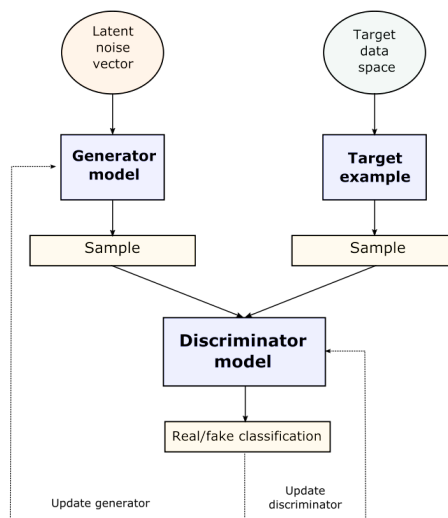 Latent
noise
vector
Target
data
space
Generator
model
Target
example
Sample
Sample
Discriminator
model
Real/fake classification
Update generator
Update
discriminator